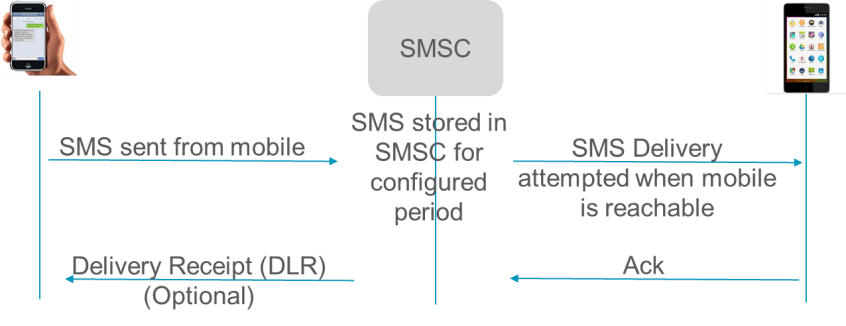 SMSC
SMS sent from mobile
SMS stored in
SMSC for
configured
period
SMS Delivery
attempted when mobile
is reachable
Delivery Receipt (DLR)
(Optional)
Ack